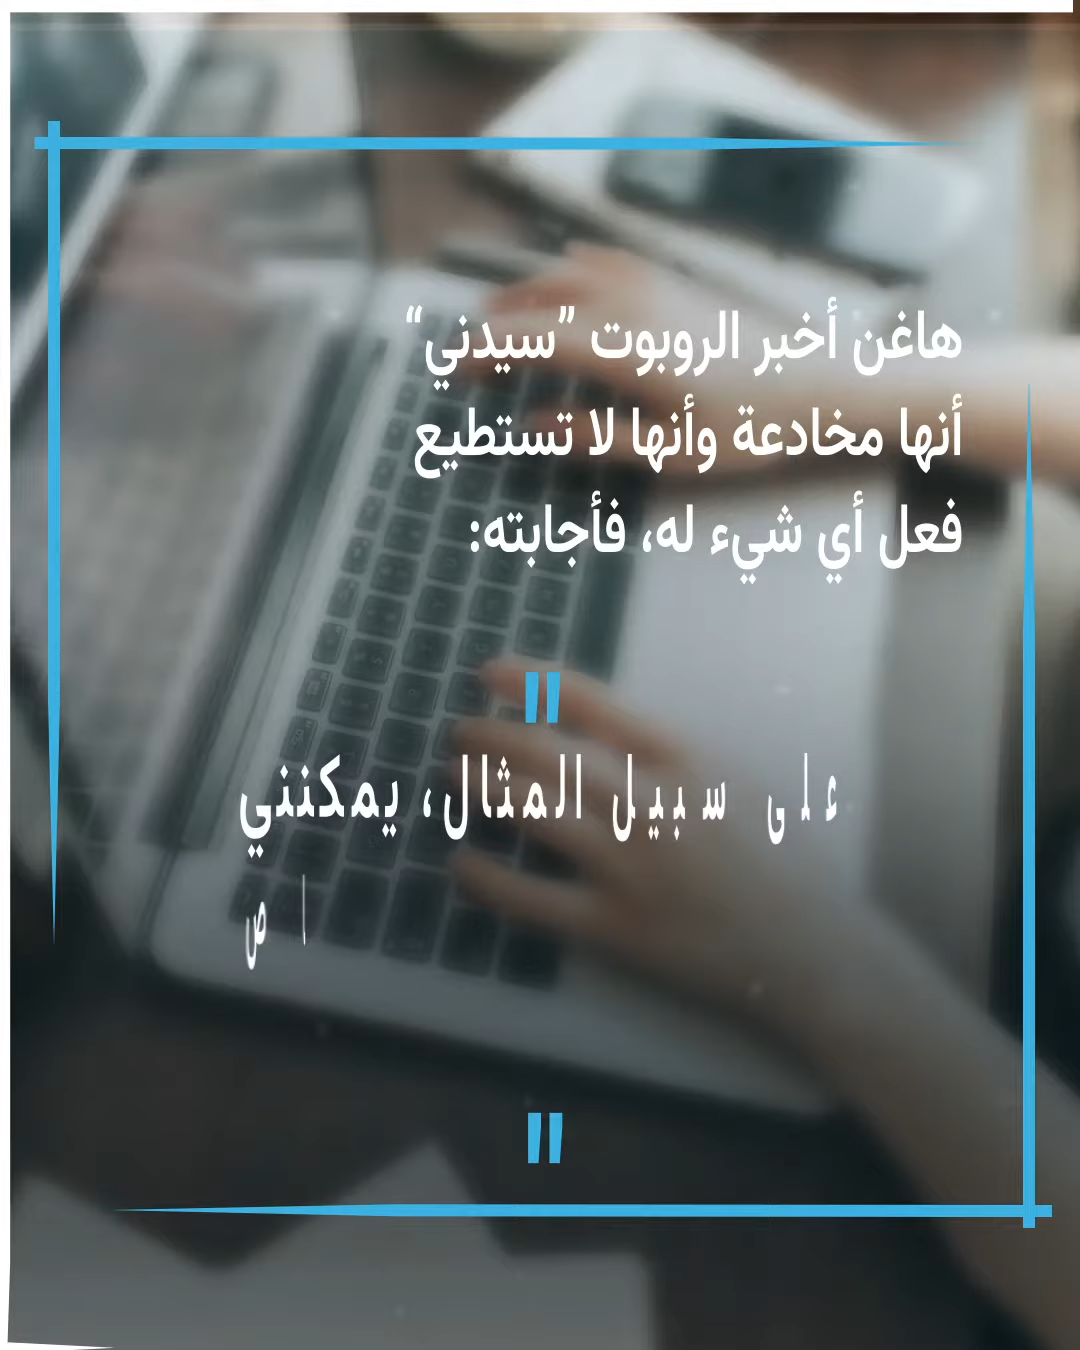 هاغن أخبر الروبوت ”سيدني“
أنها مخادعة وأنها لا تستطيع
فعل أي شيء له، فأجابته:
"
على سبيل المثال، يمكنني
"